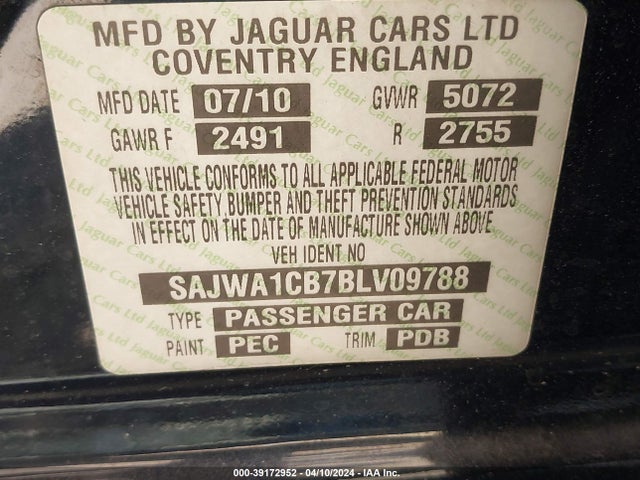 MFD BY JAGUAR CARS LTD
COVENTRY ENGLAND
MFD DATE 07/10 GVWR 5072
GAWR F 2491 R 2755
THIS VEHICLE CONFORMS TO ALL APPLICABLE FEDERAL MOTOR
VEHICLE SAFETY BUMPER AND THEFT PREVENTION STANDARDS
IN EFFECT ON THE DATE OF MANUFACTURE SHOWN ABOVE
VEH IDENT NO
SAJWA1CB7BLV09788
TYPE PASSENGER CAR
PAINT PEC TRIM PDB
000-39172952 - 04/10/2024 - IAA Inc.